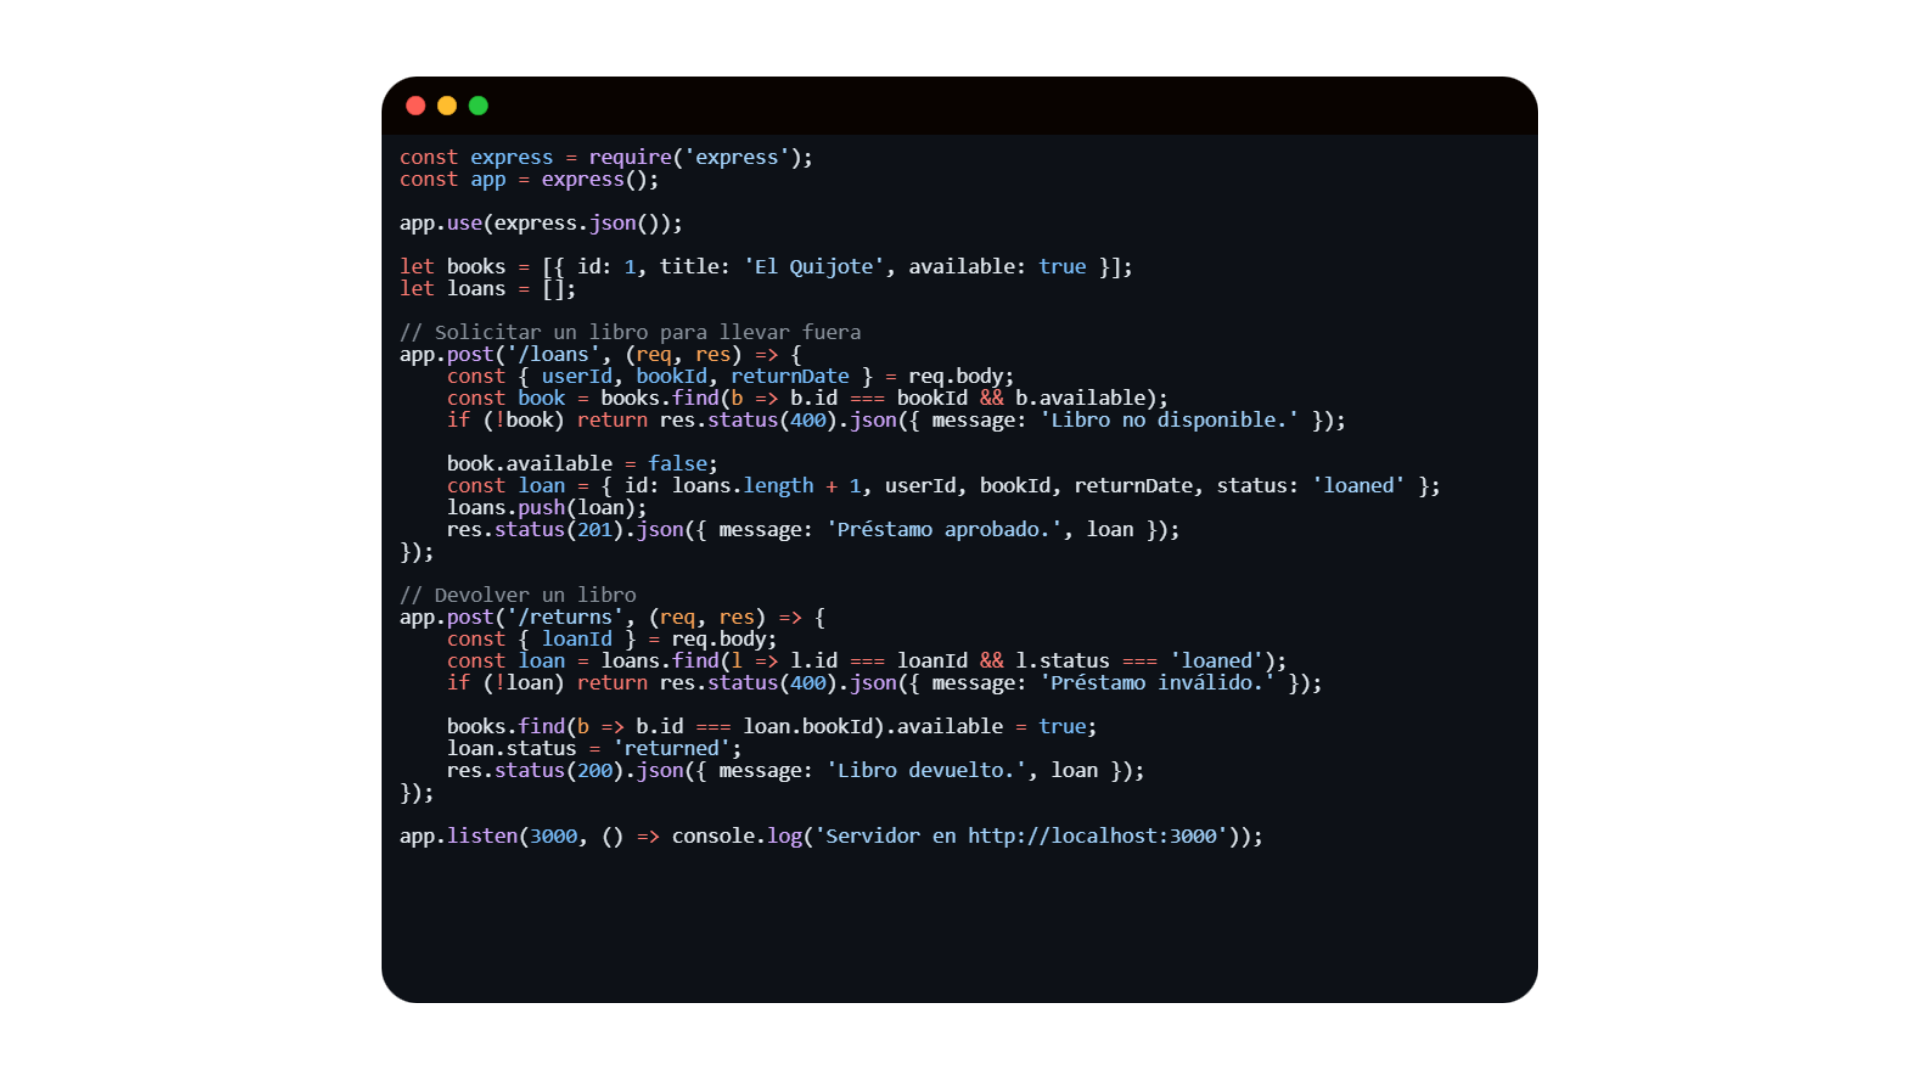 const express = require('express');
const app = express();

app.use(express.json());

let books = [{ id: 1, title: 'El Quijote', available: true }];
let loans = [];

// Solicitar un libro para llevar fuera
app.post('/loans', (req, res) => {
    const { userId, bookId, returnDate } = req.body;
    const book = books.find(b => b.id === bookId && b.available);
    if (!book) return res.status(400).json({ message: 'Libro no disponible.' });

    book.available = false;
    const loan = { id: loans.length + 1, userId, bookId, returnDate, status: 'loaned' };
    loans.push(loan);
    res.status(201).json({ message: 'Préstamo aprobado.', loan });
});

// Devolver un libro
app.post('/returns', (req, res) => {
    const { loanId } = req.body;
    const loan = loans.find(l => l.id === loanId && l.status === 'loaned');
    if (!loan) return res.status(400).json({ message: 'Préstamo inválido.' });

    books.find(b => b.id === loan.bookId).available = true;
    loan.status = 'returned';
    res.status(200).json({ message: 'Libro devuelto.', loan });
});

app.listen(3000, () => console.log('Servidor en http://localhost:3000'));